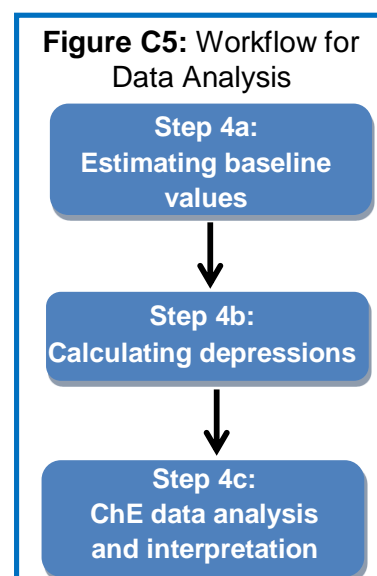 Figure C5: Workflow for
Data Analysis
Step 4a:
Estimating baseline
values
Step 4b:
Calculating depressions
Step 4c:
ChE data analysis
and interpretation